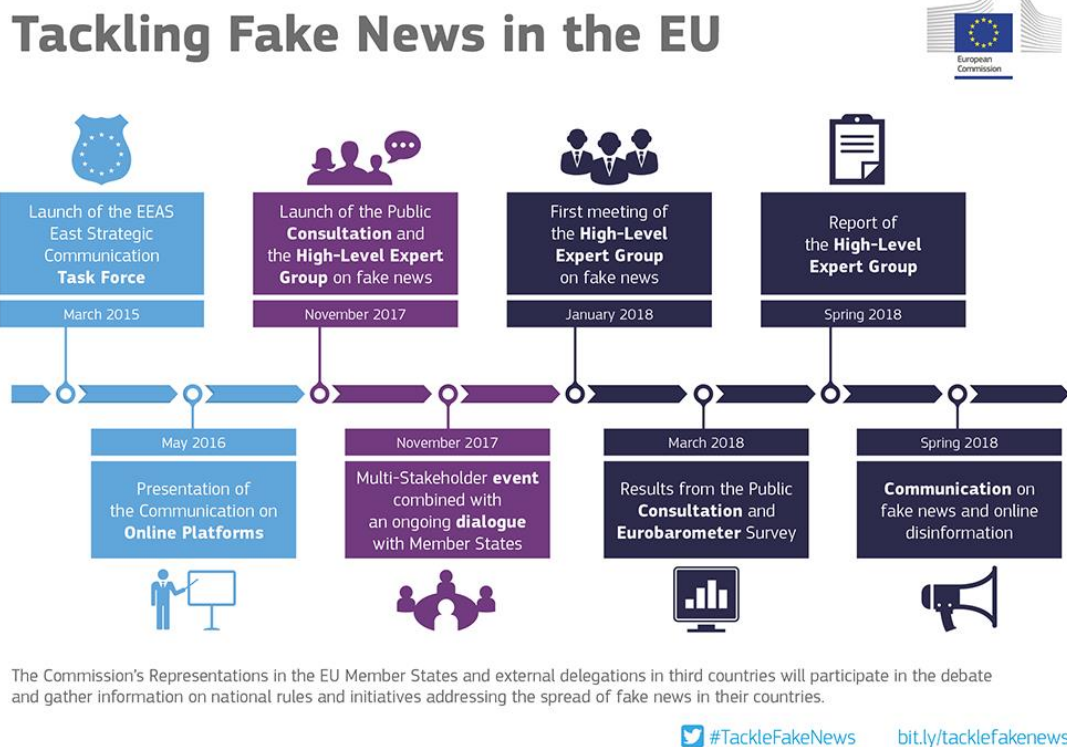 Tackling Fake News in the EU
European
Commission
Launch of the EEAS
East Strategic
Communication
Task Force
March 2015
Launch of the Public
Consultation and
the High-Level Expert
Group on fake news
November 2017
First meeting of
the High-Level
Expert Group
on fake news
January 2018
Report of
the High-Level
Expert Group
Spring 2018
May 2016
Presentation of
the Communication on
Online Platforms
November 2017
Multi-Stakeholder event
combined with
an ongoing dialogue
with Member States
March 2018
Results from the Public
Consultation and
Eurobarometer Survey
Spring 2018
Communication on
fake news and online
disinformation
The Commission's Representations in the EU Member States and external delegations in third countries will participate in the debate
and gather information on national rules and initiatives addressing the spread of fake news in their countries.
#TackleFakeNews
bit.ly/tacklefakenews